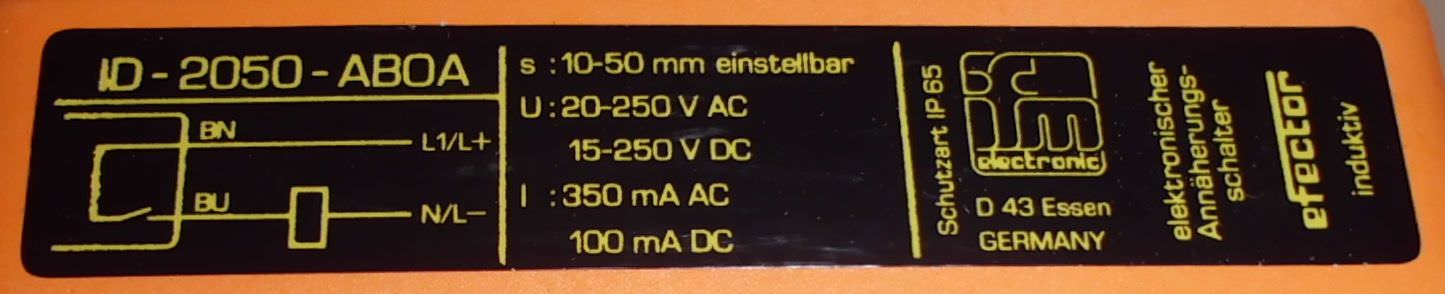 ID-2050-ABOA
BN
L1/L+
BU
N/L-
s :10-50 mm einstellbar
U:20-250 V AC
15-250 V DC
I :350 mA AC
100 mA DC
Schutzart IP 65
ifm
electronic
D 43 Essen
GERMANY
elektronischer
Annäherungs-
schalter
efector
induktiv